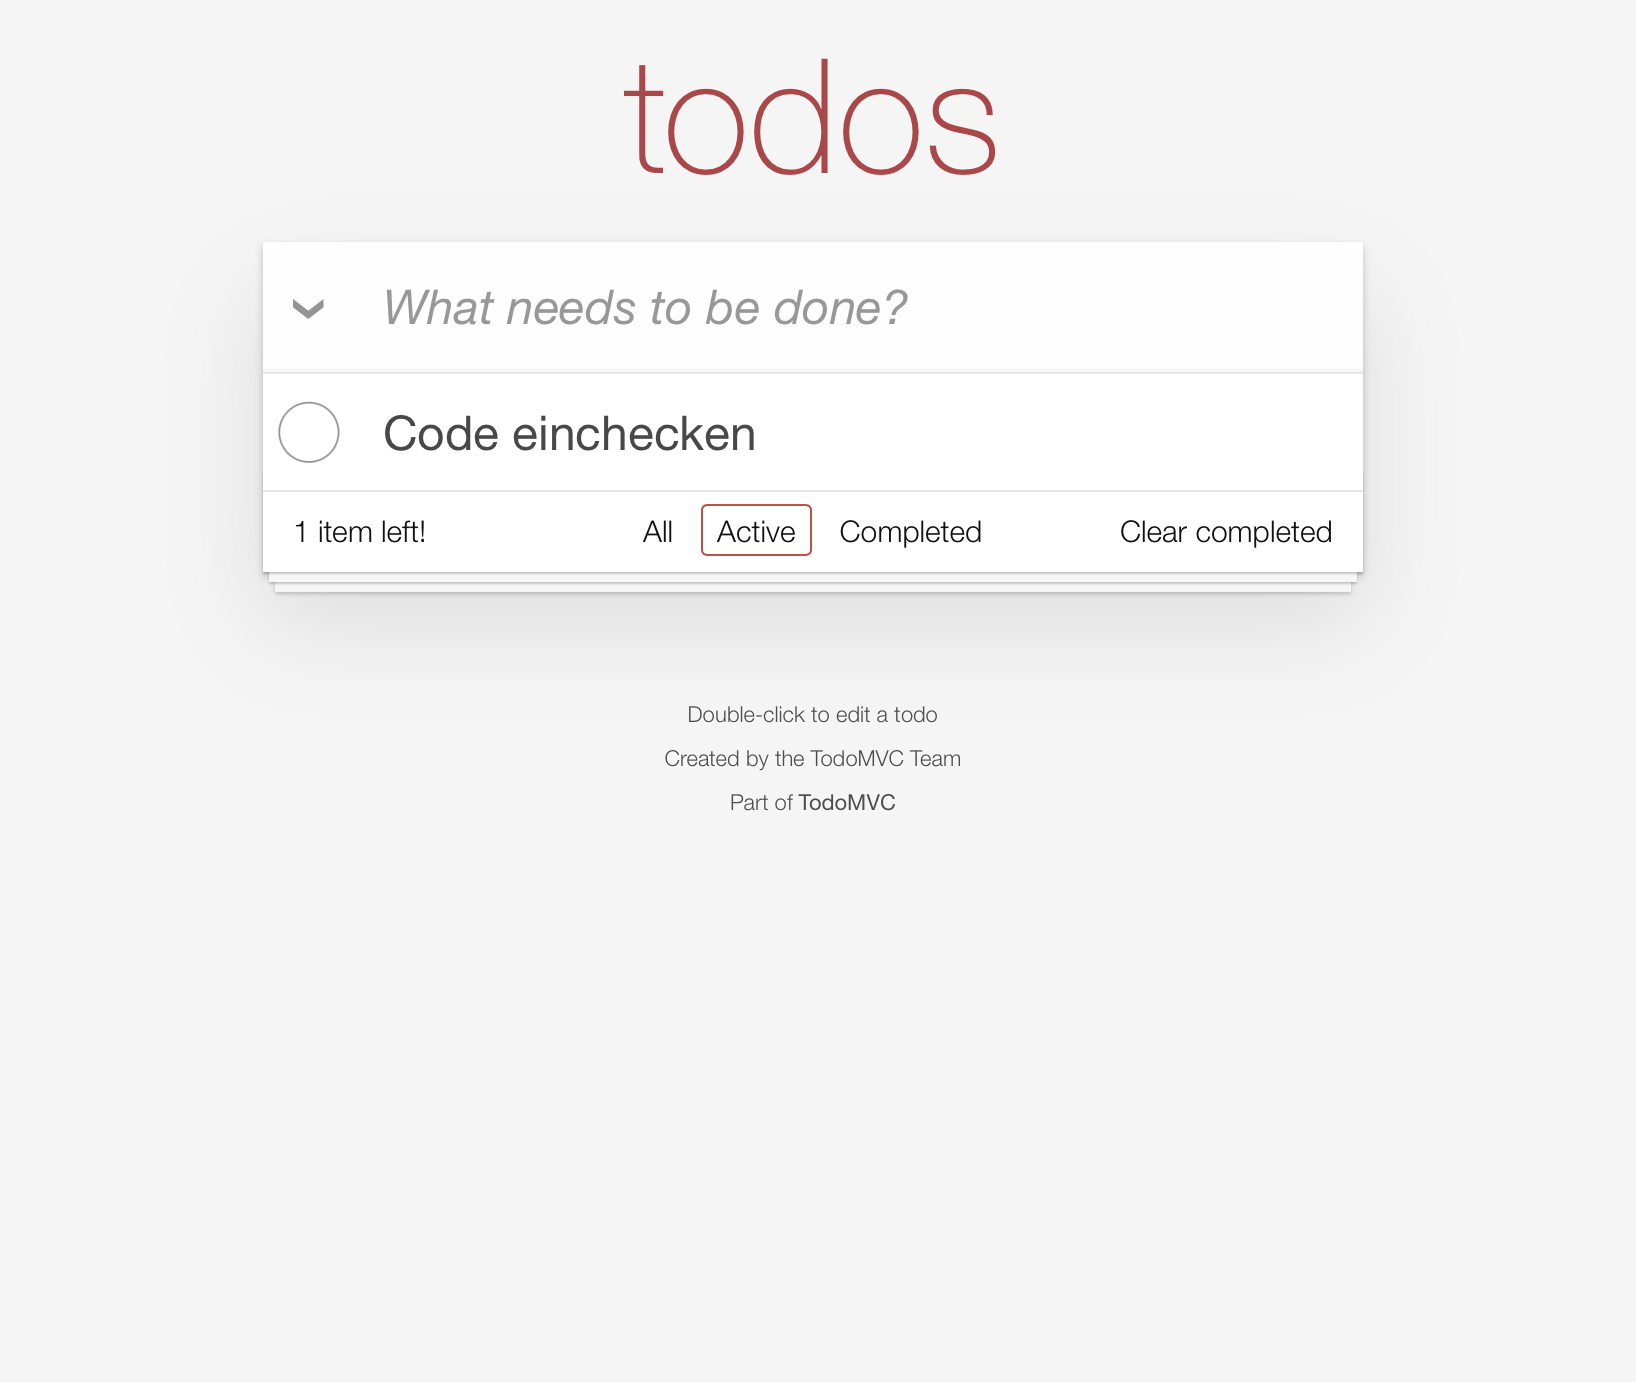 todos
What needs to be done?
Code einchecken
1 item left! All Active Completed Clear completed
Double-click to edit a todo
Created by the TodoMVC Team
Part of TodoMVC